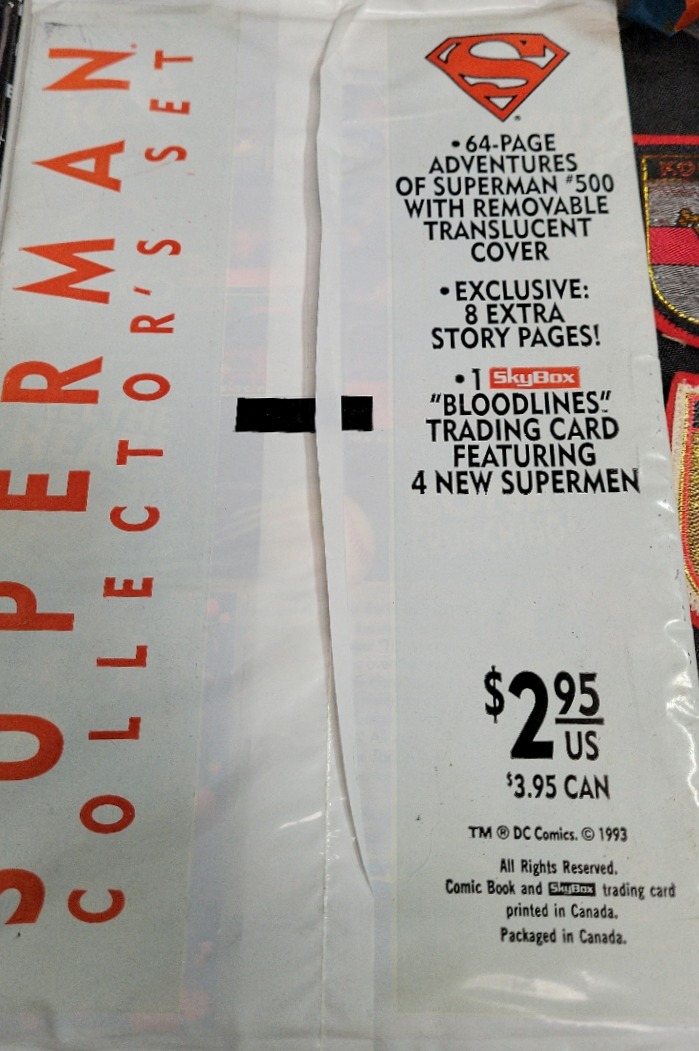 SUPERMAN
COLLECTOR'S SET
S
•64-PAGE
ADVENTURES
OF SUPERMAN #500
WITH REMOVABLE
TRANSLUCENT
COVER
•EXCLUSIVE:
8 EXTRA
STORY PAGES!
•1 SkyBox
"BLOODLINES"™
TRADING CARD
FEATURING
4 NEW SUPERMEN
$2.95
US
$3.95 CAN
TM ® DC Comics. © 1993
All Rights Reserved.
Comic Book and SkyBox trading card
printed in Canada.
Packaged in Canada.
KO